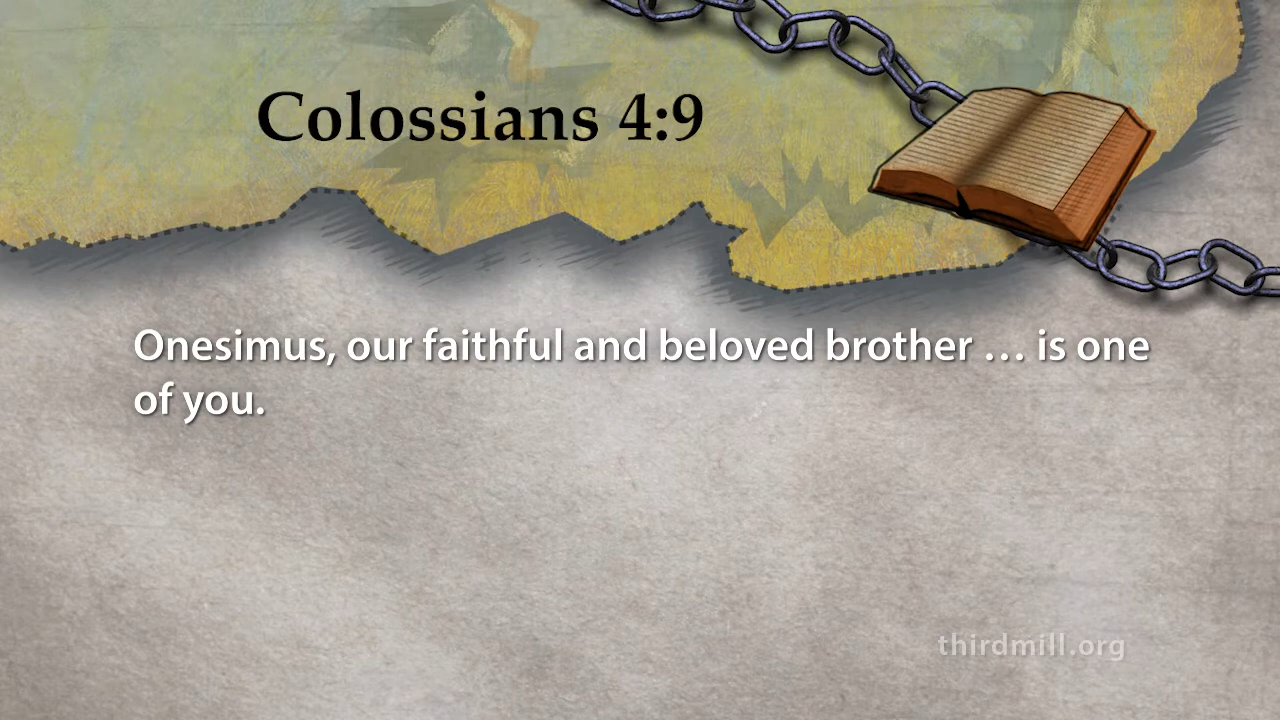 Colossians 4:9
Onesimus, our faithful and beloved brother … is one
of you.
thirdmill.org